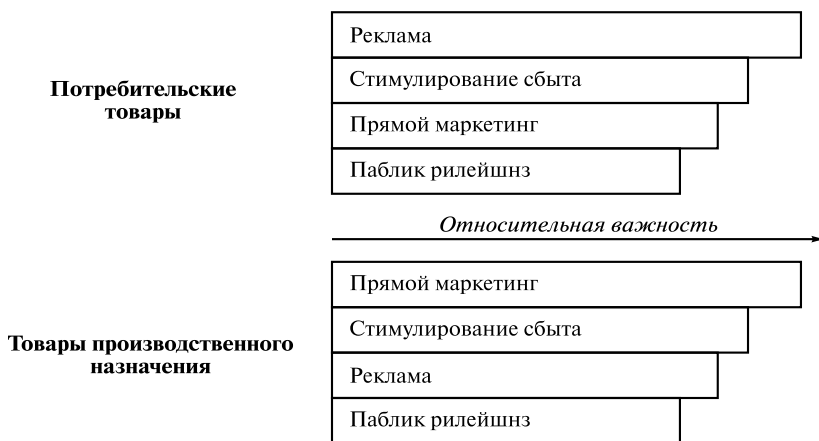 Потребительские
товары
Реклама
Стимулирование сбыта
Прямой маркетинг
Паблик рилейшнз
Относительная важность
Товары производственного
назначения
Прямой маркетинг
Стимулирование сбыта
Реклама
Паблик рилейшнз